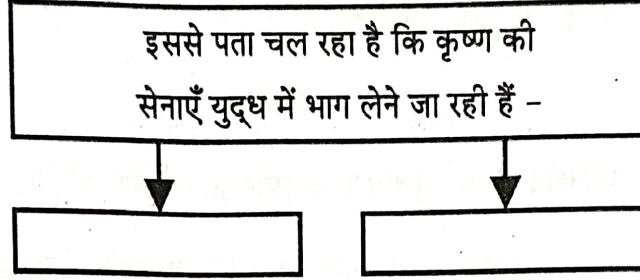 इससे पता चल रहा है कि कृष्ण की
सेनाएँ युद्ध में भाग लेने जा रही हैं –